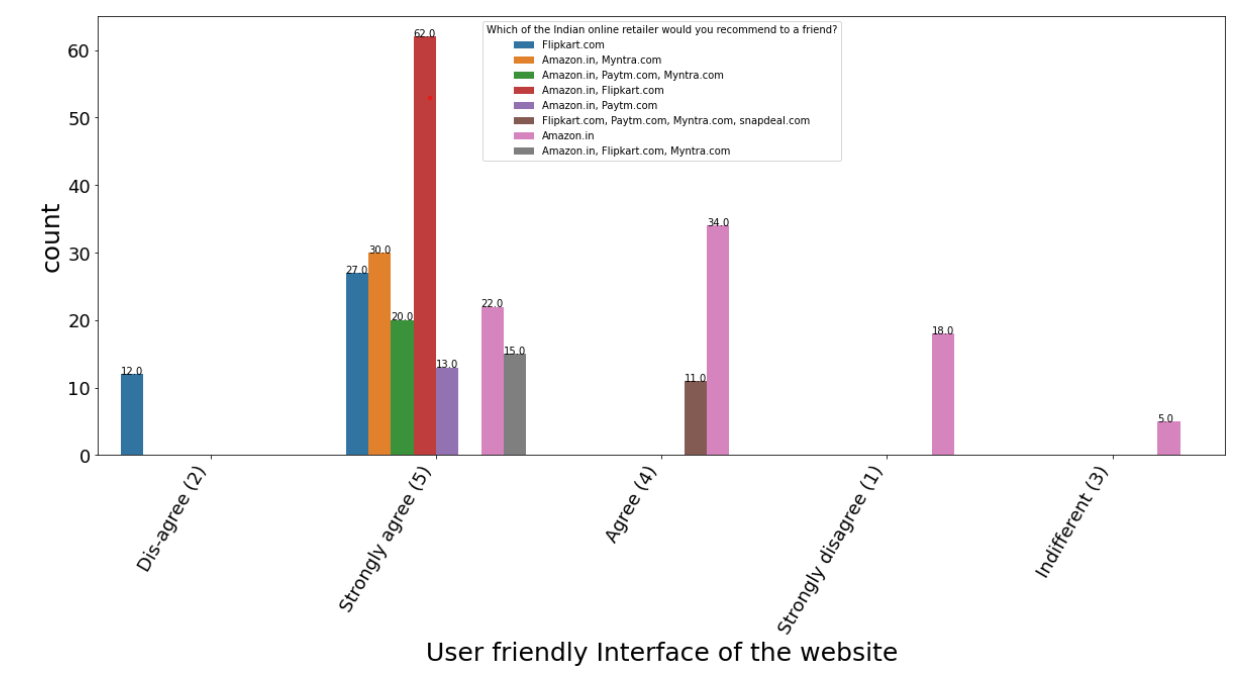 Which of the Indian online retailer would you recommend to a friend?
Flipkart.com
Amazon.in, Myntra.com
Amazon.in, Paytm.com, Myntra.com
Amazon.in, Flipkart.com
Amazon.in, Paytm.com
Flipkart.com, Paytm.com, Myntra.com, snapdeal.com
Amazon.in
Amazon.in, Flipkart.com, Myntra.com
count
60
50
40
30
20
10
0
12.0
27.0
30.0
20.0
62.0
13.0
22.0
15.0
11.0
34.0
18.0
5.0
Dis-agree (2)
Strongly agree (5)
Agree (4)
Strongly disagree (1)
Indifferent (3)
User friendly Interface of the website